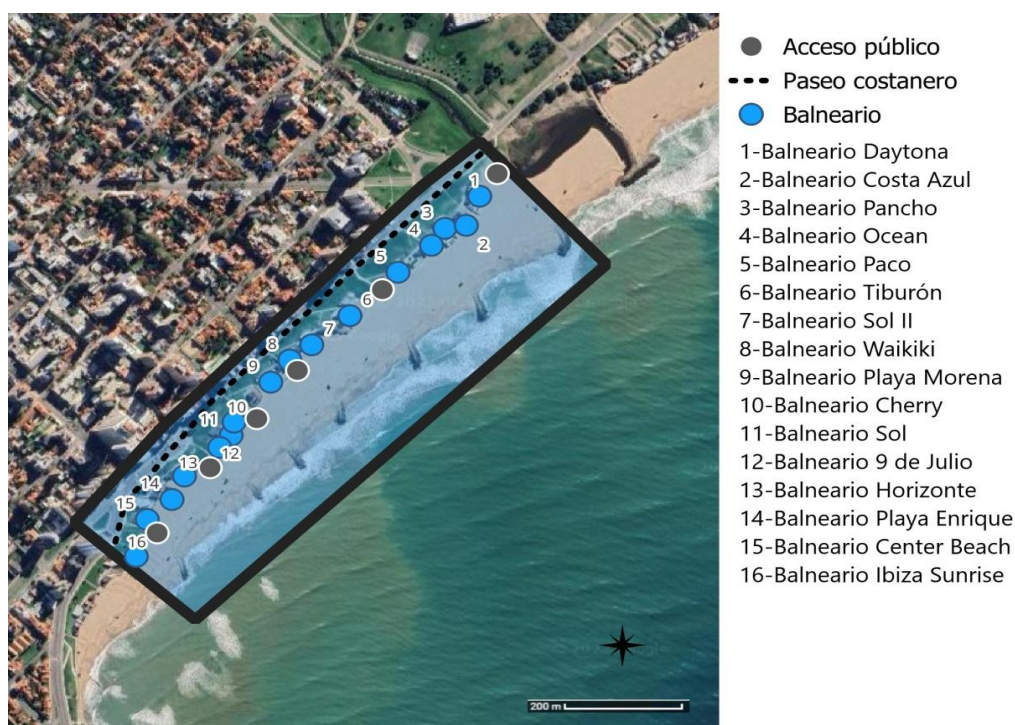 Acceso público
Paseo costanero
Balneario
1-Balneario Daytona
2-Balneario Costa Azul
3-Balneario Pancho
4-Balneario Ocean
5-Balneario Paco
6-Balneario Tiburón
7-Balneario Sol II
8-Balneario Waikiki
9-Balneario Playa Morena
10-Balneario Cherry
11-Balneario Sol
12-Balneario 9 de Julio
13-Balneario Horizonte
14-Balneario Playa Enrique
15-Balneario Center Beach
16-Balneario Ibiza Sunrise
1
3
2
4
5
6
7
8
9
10
11
12
13
14
15
16
200 m